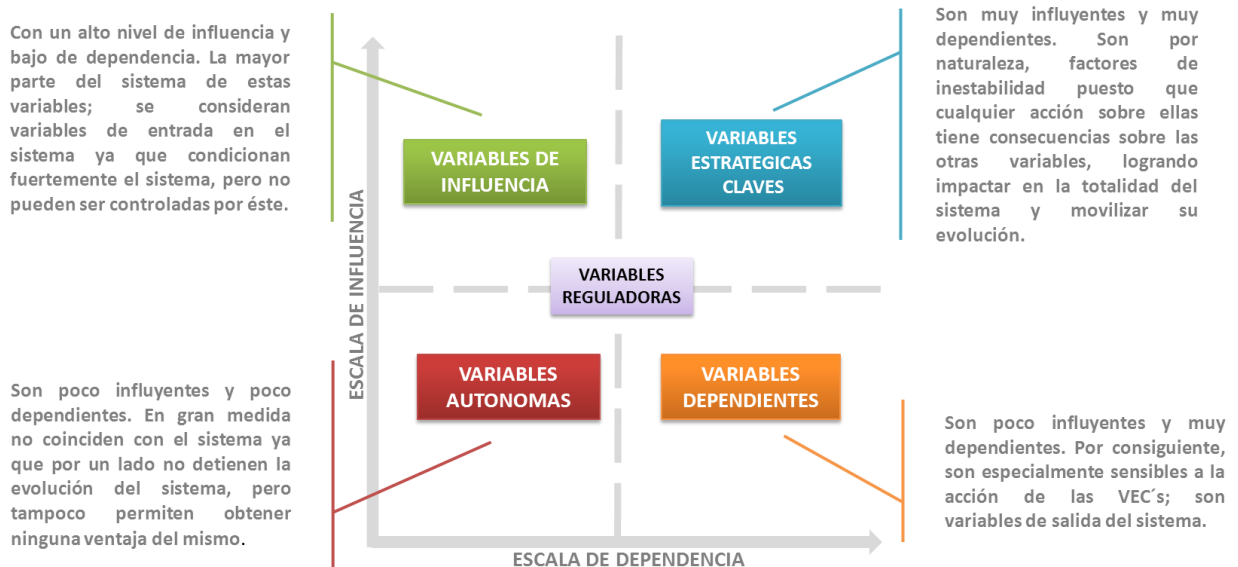 Con un alto nivel de influencia y
bajo de dependencia. La mayor
parte del sistema de estas
variables; se consideran
variables de entrada en el
sistema ya que condicionan
fuertemente el sistema, pero no
pueden ser controladas por éste.
Son muy influyentes y muy
dependientes. Son por
naturaleza, factores de
inestabilidad puesto que
cualquier acción sobre ellas
tiene consecuencias sobre las
otras variables, logrando
impactar en la totalidad del
sistema y movilizar su
evolución.
VARIABLES DE
INFLUENCIA
VARIABLES
ESTRATEGICAS
CLAVES
ESCALA DE INFLUENCIA
VARIABLES
REGULADORAS
VARIABLES
AUTONOMAS
VARIABLES
DEPENDIENTES
Son poco influyentes y poco
dependientes. En gran medida
no coinciden con el sistema ya
que por un lado no detienen la
evolución del sistema, pero
tampoco permiten obtener
ninguna ventaja del mismo.
Son poco influyentes y muy
dependientes. Por consiguiente,
son especialmente sensibles a la
acción de las VEC´s; son
variables de salida del sistema.
ESCALA DE DEPENDENCIA